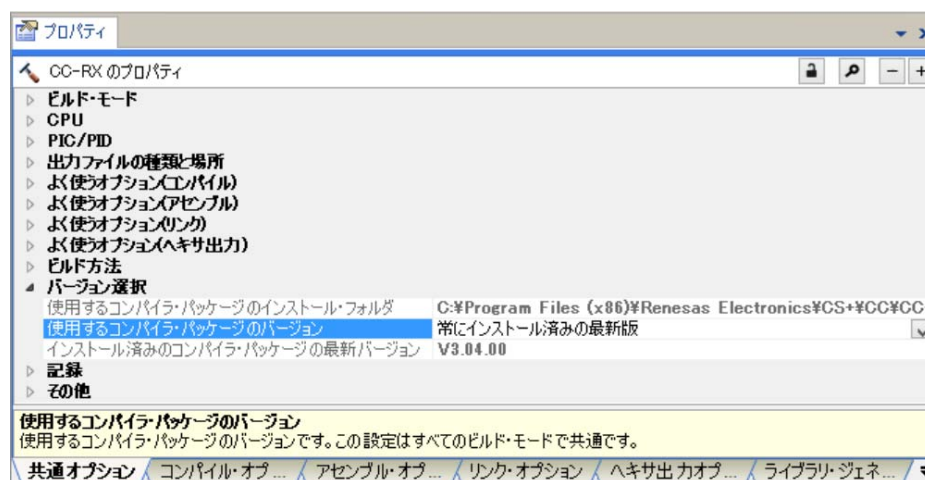 プロパティ
CC-RX のプロパティ
ビルド・モード
CPU
PIC/PID
出力ファイルの種類と場所
よく使うオプション(コンパイル)
よく使うオプション(アセンブル)
よく使うオプション(リンク)
よく使うオプション(ヘキサ出力)
ビルド方法
バージョン選択
使用するコンパイラ・パッケージのインストール・フォルダ C:¥Program Files (x86)¥Renesas Electronics¥CS+¥CC¥CC
使用するコンパイラ・パッケージのバージョン 常にインストール済みの最新版
インストール済みのコンパイラ・パッケージの最新バージョン V3.04.00
記録
その他
使用するコンパイラ・パッケージのバージョン
使用するコンパイラ・パッケージのバージョンです。この設定はすべてのビルド・モードで共通です。
共通オプション コンパイル・オプ... アセンブル・オプ... リンク・オプション ヘキサ出力オプ... ライブラリ・ジェネ...